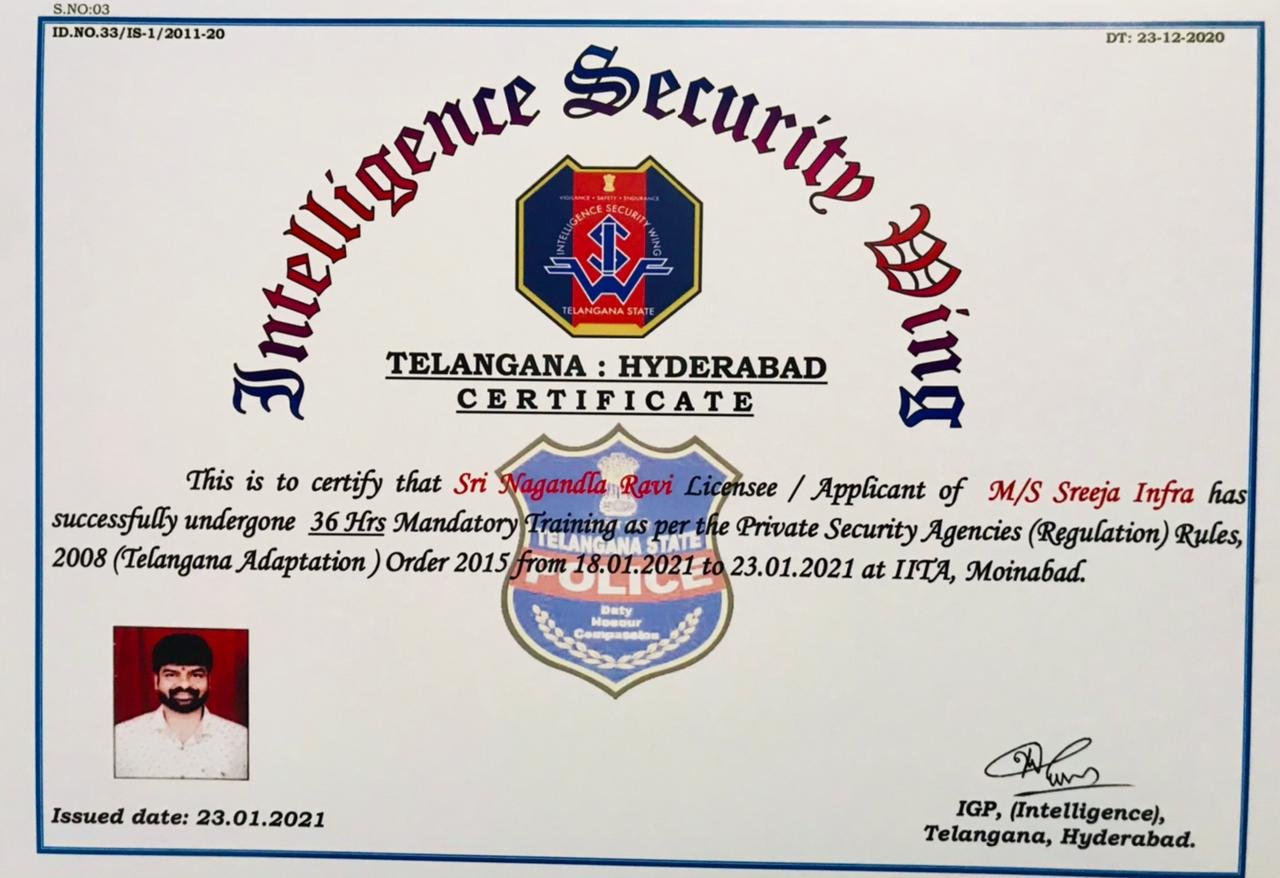 S.NO:03
ID.NO.33/IS-1/2011-20
DT: 23-12-2020
Intelligence Security Wing
VIGILANCE • SAFETY • ENDURANCE
INTELLIGENCE SECURITY WING
ISW
TELANGANA STATE
TELANGANA : HYDERABAD
CERTIFICATE
This is to certify that Sri Nagandla Ravi Licensee / Applicant of M/S Sreeja Infra has
successfully undergone 36 Hrs Mandatory Training as per the Private Security Agencies (Regulation) Rules,
2008 (Telangana Adaptation ) Order 2015 from 18.01.2021 to 23.01.2021 at IITA, Moinabad.
TELANGANA STATE
POLICE
Duty
Honour
Compassion
Issued date: 23.01.2021
IGP, (Intelligence),
Telangana, Hyderabad.